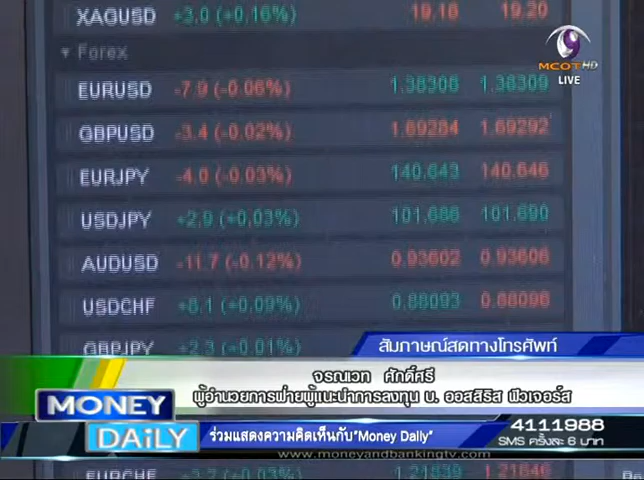 XAGUSD +3,0 (+0,16%) 19,16 19,20
Forex
EURUSD -7,9 (-0,06%) 1,38306 1,38309
GBPUSD -3,4 (-0,02%) 1,69284 1,69292
EURJPY -4,0 (-0,03%) 140,643 140,646
USDJPY +2,9 (+0,03%) 101,686 101,690
AUDUSD -11,7 (-0,12%) 0,93602 0,93606
USDCHF +8,1 (+0,09%) 0,88093 0,88096
GBPJPY +2,3 (+0,01%)
EURCHF 1,21839 1,21846
MCOT HD
LIVE
สัมภาษณ์สดทางโทรศัพท์
จรณเวท ศักดิ์ศรี
ผู้อำนวยการฝ่ายผู้แนะนำการลงทุน บ. ออสสิริส ฟิวเจอร์ส
MONEY
DAiLY
ร่วมแสดงความคิดเห็นกับ"Money Daily"
4111988
SMS ครั้งละ 6 บาท
www.moneyandbankingtv.com